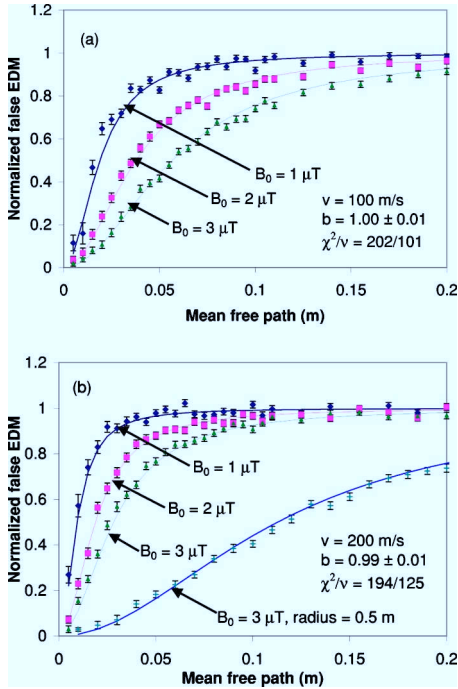 (a)
Normalized false EDM
1.2
1
0.8
0.6
0.4
0.2
0
B₀ = 1 µT
B₀ = 2 µT
B₀ = 3 µT
v = 100 m/s
b = 1.00 ± 0.01
χ²/ν = 202/101
0 0.05 0.1 0.15 0.2
Mean free path (m)
(b)
Normalized false EDM
1.2
1
0.8
0.6
0.4
0.2
0
B₀ = 1 µT
B₀ = 2 µT
B₀ = 3 µT
v = 200 m/s
b = 0.99 ± 0.01
χ²/ν = 194/125
B₀ = 3 µT, radius = 0.5 m
0 0.05 0.1 0.15 0.2
Mean free path (m)